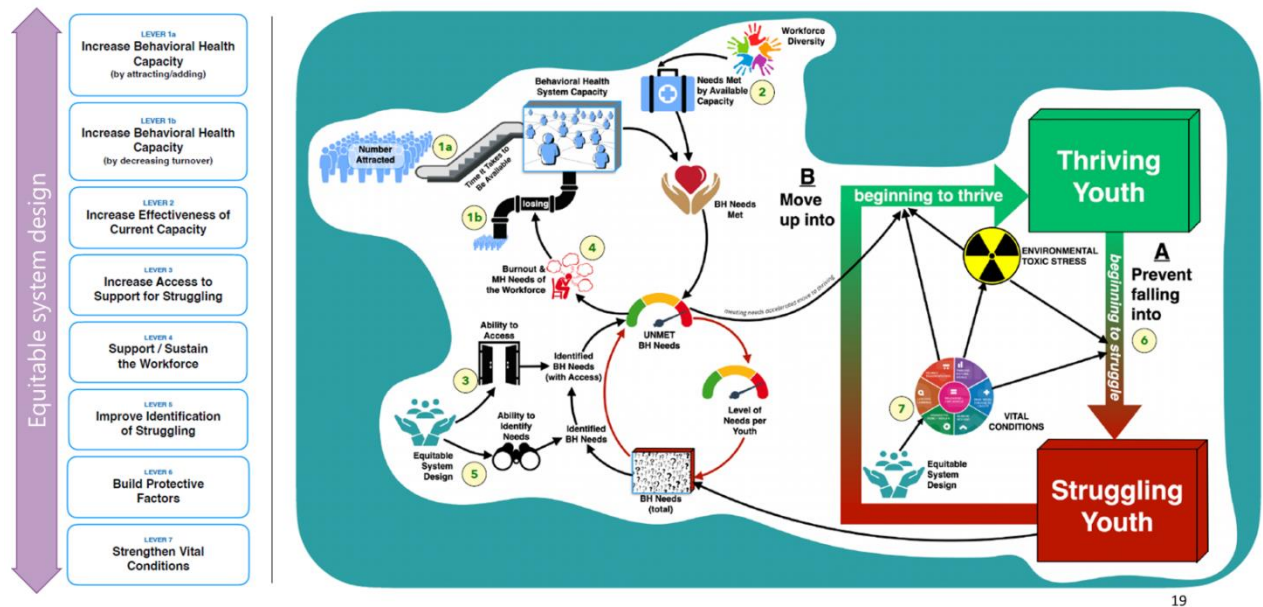 Equitable system design
LEVER 1a
Increase Behavioral Health
Capacity
(by attracting/adding)
LEVER 1b
Increase Behavioral Health
Capacity
(by decreasing turnover)
LEVER 2
Increase Effectiveness of
Current Capacity
LEVER 3
Increase Access to
Support for Struggling
LEVER 4
Support / Sustain
the Workforce
LEVER 5
Improve Identification
of Struggling
LEVER 6
Build Protective
Factors
LEVER 7
Strengthen Vital
Conditions
Workforce
Diversity
Behavioral Health
System Capacity
Needs Met
by Available
Capacity
2
Number
Attracted
1a
Time It Takes to
Be Available
losing
1b
BH Needs
Met
4
Burnout &
MH Needs of
the Workforce
UNMET
BH Needs
meeting needs accelerated move to thriving
Ability to
Access
3
Identified
BH Needs
(with Access)
Level of
Needs per
Youth
Ability to
Identify
Needs
Identified
BH Needs
Equitable
System
Design
5
BH Needs
(total)
B
Move
up into
beginning to thrive
Thriving
Youth
ENVIRONMENTAL
TOXIC STRESS
A
Prevent
falling
into
6
beginning to struggle
7
VITAL
CONDITIONS
Equitable
System
Design
Struggling
Youth
19